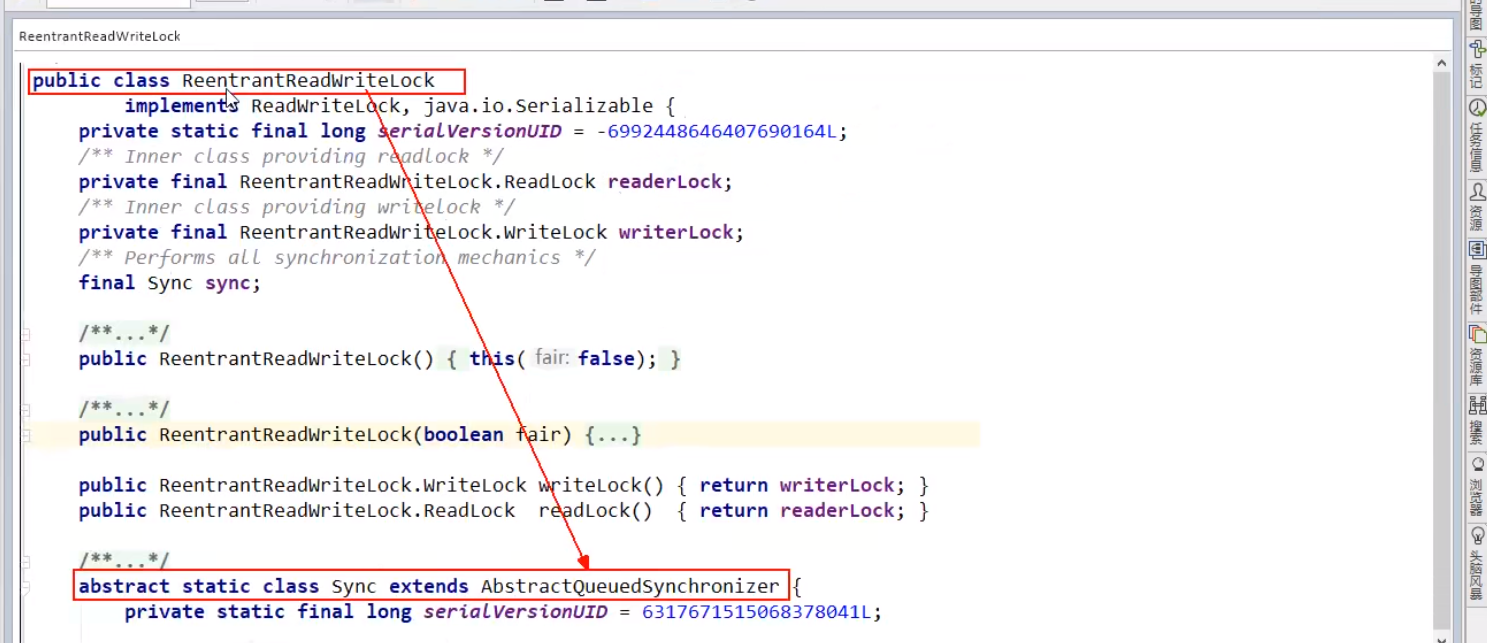 ReentrantReadWriteLock
public class ReentrantReadWriteLock
implements ReadWriteLock, java.io.Serializable {
private static final long serialVersionUID = -6992448646407690164L;
/** Inner class providing readlock */
private final ReentrantReadWriteLock.ReadLock readerLock;
/** Inner class providing writelock */
private final ReentrantReadWriteLock.WriteLock writerLock;
/** Performs all synchronization mechanics */
final Sync sync;
/**...*/
public ReentrantReadWriteLock() { this( fair: false); }
/**...*/
public ReentrantReadWriteLock(boolean fair) {...}
public ReentrantReadWriteLock.WriteLock writeLock() { return writerLock; }
public ReentrantReadWriteLock.ReadLock readLock() { return readerLock; }
/**...*/
abstract static class Sync extends AbstractQueuedSynchronizer {
private static final long serialVersionUID = 6317671515068378041L;
导图
标记
任务信息
资源
导图部件
资源库
搜索
浏览器
头脑风暴